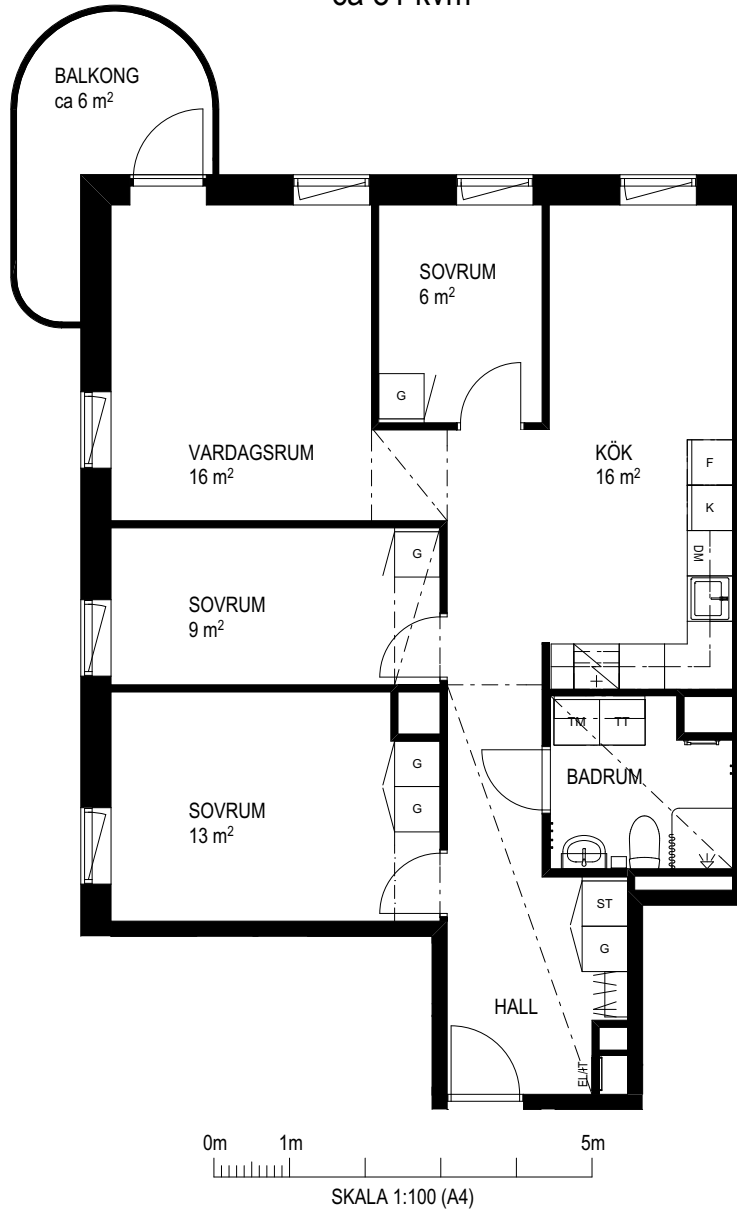 BALKONG
ca 6 m²
SOVRUM
6 m²
G
VARDAGSRUM
16 m²
KÖK
16 m²
F
K
DM
G
SOVRUM
9 m²
TM
TT
BADRUM
G
G
SOVRUM
13 m²
ST
G
HALL
EL/IT
0m
1m
5m
SKALA 1:100 (A4)